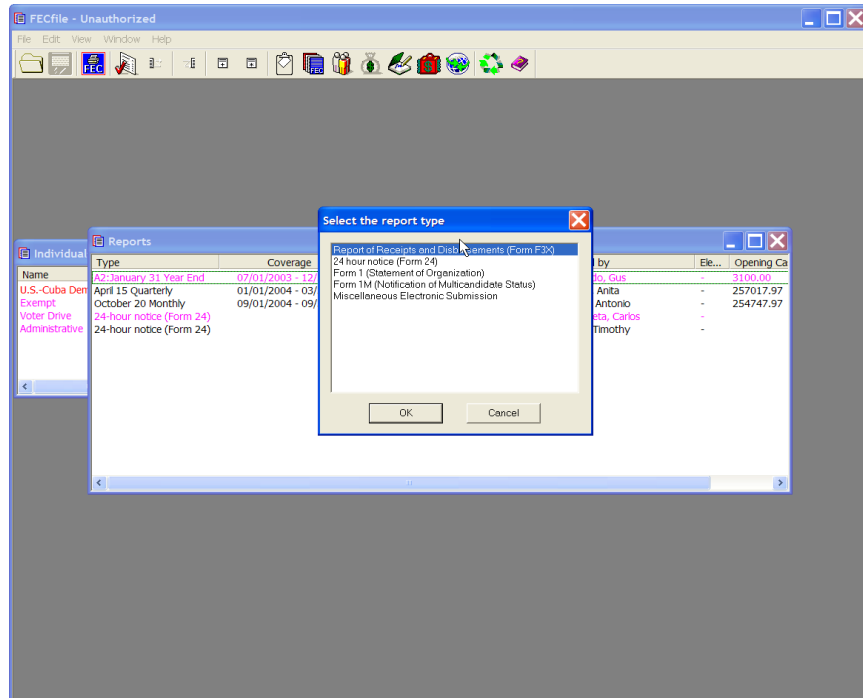 FECfile - Unauthorized
File Edit View Window Help
FEC
FEC
Select the report type
Report of Receipts and Disbursements (Form F3X)
24 hour notice (Form 24)
Form 1 (Statement of Organization)
Form 1M (Notification of Multicandidate Status)
Miscellaneous Electronic Submission
OK Cancel
Reports
Type Coverage by Ele... Opening Ca
A2:January 31 Year End 07/01/2003 - 12/ Gus - 3100.00
April 15 Quarterly 01/01/2004 - 03/ Anita - 257017.97
October 20 Monthly 09/01/2004 - 09/ Antonio - 254747.97
24-hour notice (Form 24) Carlos -
24-hour notice (Form 24) Timothy -
Individual
Name
U.S.-Cuba Dem
Exempt
Voter Drive
Administrative